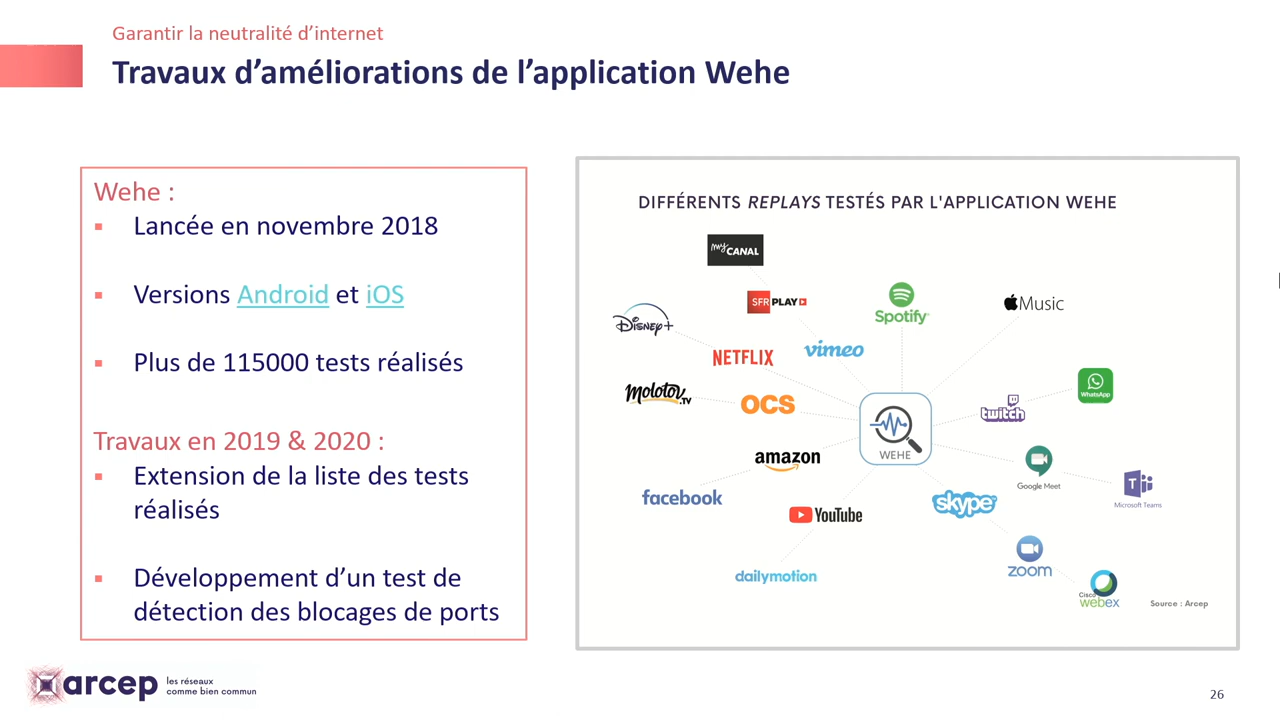 Garantir la neutralité d'internet
Travaux d'améliorations de l'application Wehe
Wehe :
▪ Lancée en novembre 2018
▪ Versions Android et iOS
▪ Plus de 115000 tests réalisés
Travaux en 2019 & 2020 :
▪ Extension de la liste des tests
réalisés
▪ Développement d'un test de
détection des blocages de ports
DIFFÉRENTS REPLAYS TESTÉS PAR L'APPLICATION WEHE
my CANAL
SFR PLAY
Spotify
Music
Disney+
NETFLIX
vimeo
molotov.tv
OCS
twitch
WhatsApp
WEHE
amazon
Google Meet
facebook
YouTube
skype
Microsoft Teams
dailymotion
zoom
Cisco
webex
Source : Arcep
arcep
les réseaux
comme bien commun
26